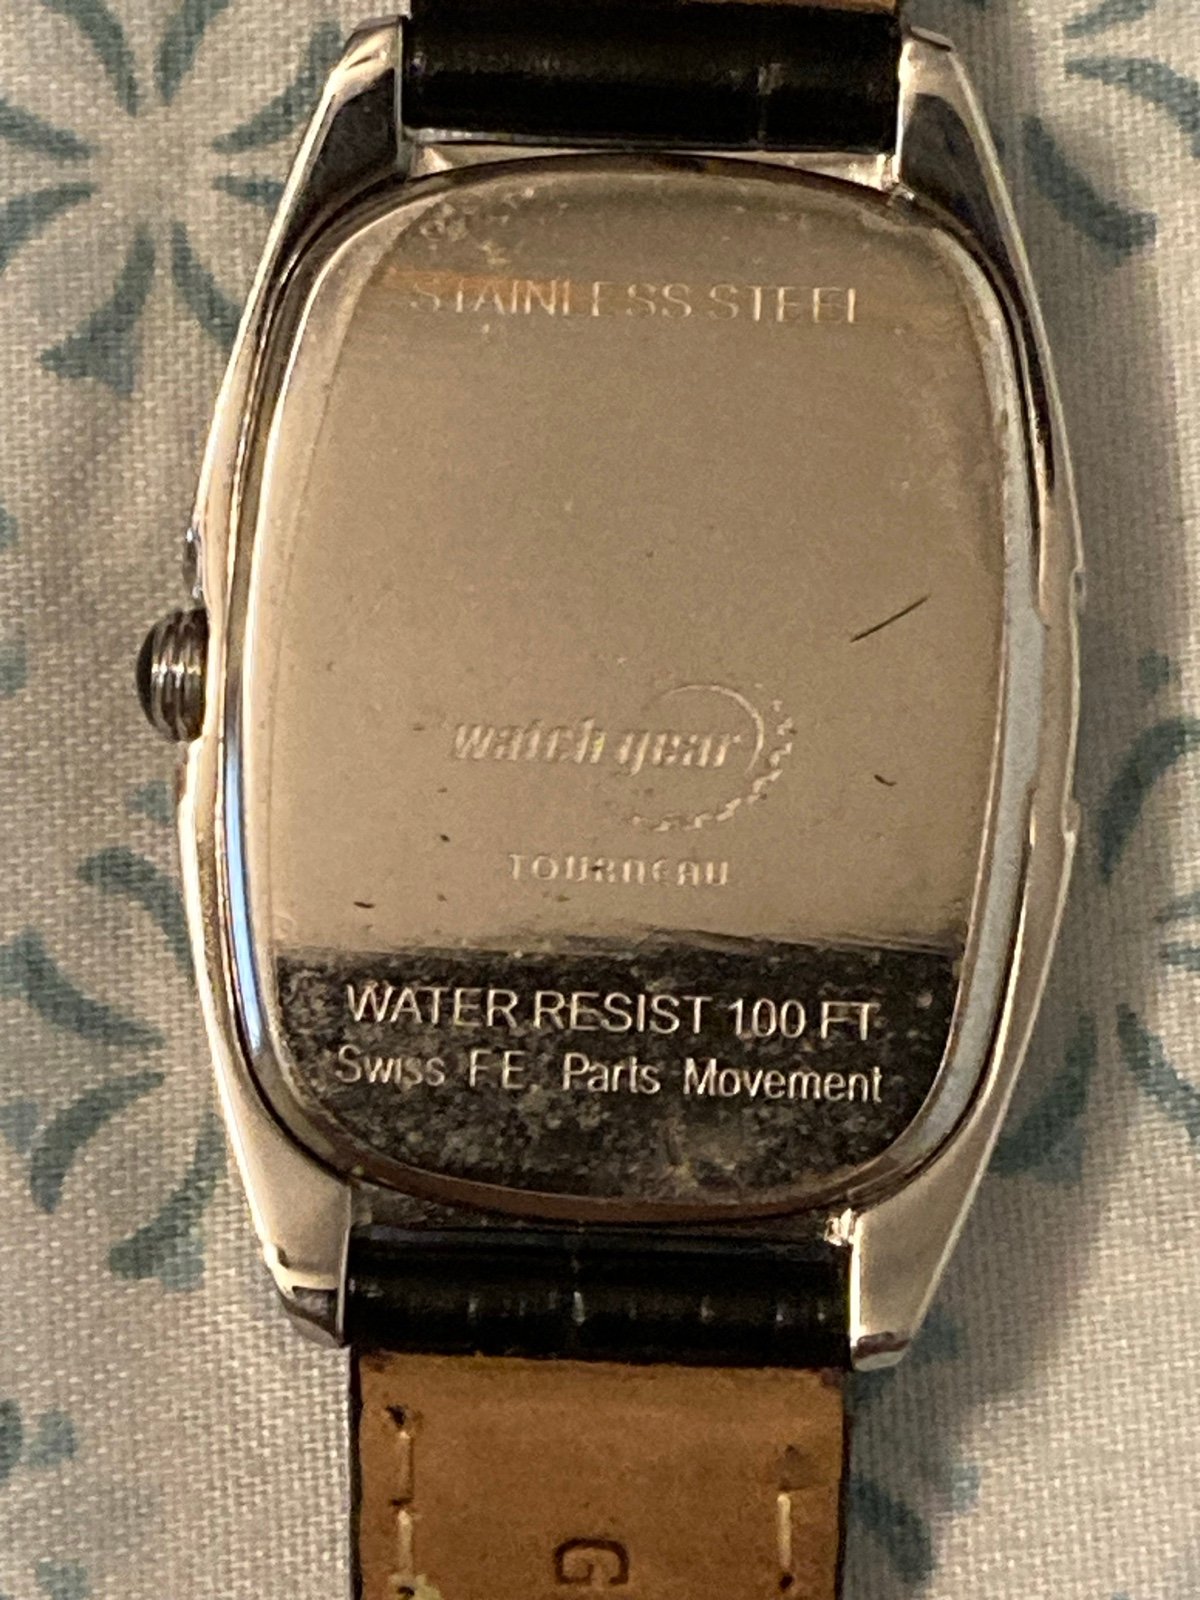 STAINLESS STEEL
watch gear
TOURNEAU
WATER RESIST 100 FT
Swiss F.E. Parts Movement
G